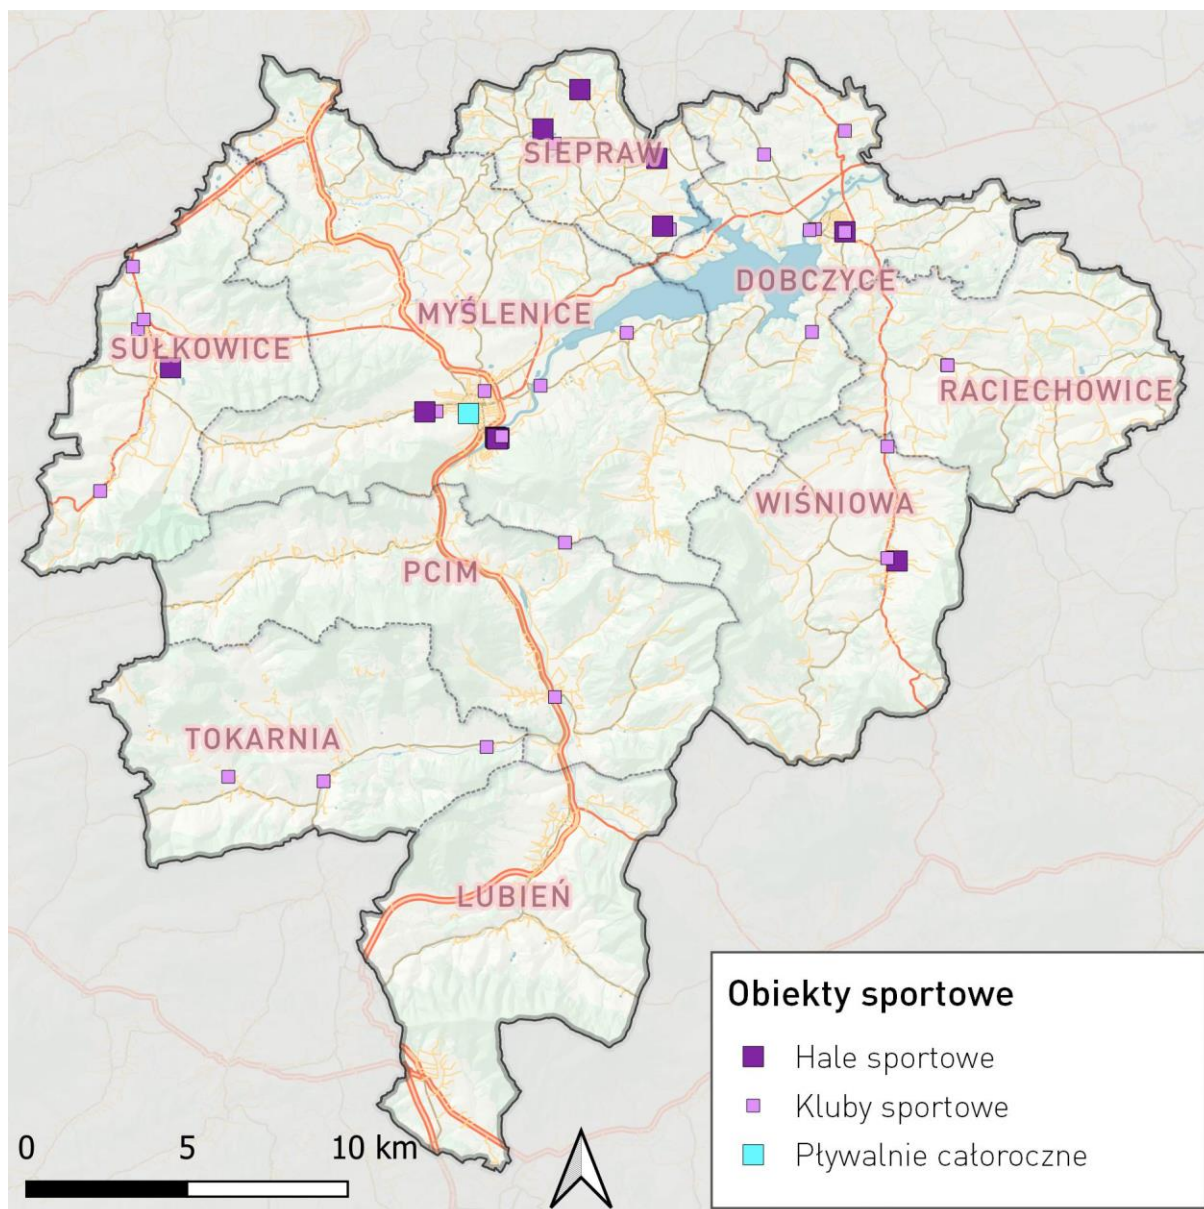 SIEPRAW
DOBCZYCE
MYŚLENICE
SUŁKOWICE
RACIECHOWICE
WIŚNIOWA
PCIM
TOKARNIA
LUBIEŃ
Obiekty sportowe
Hale sportowe
Kluby sportowe
Pływalnie całoroczne
0 5 10 km